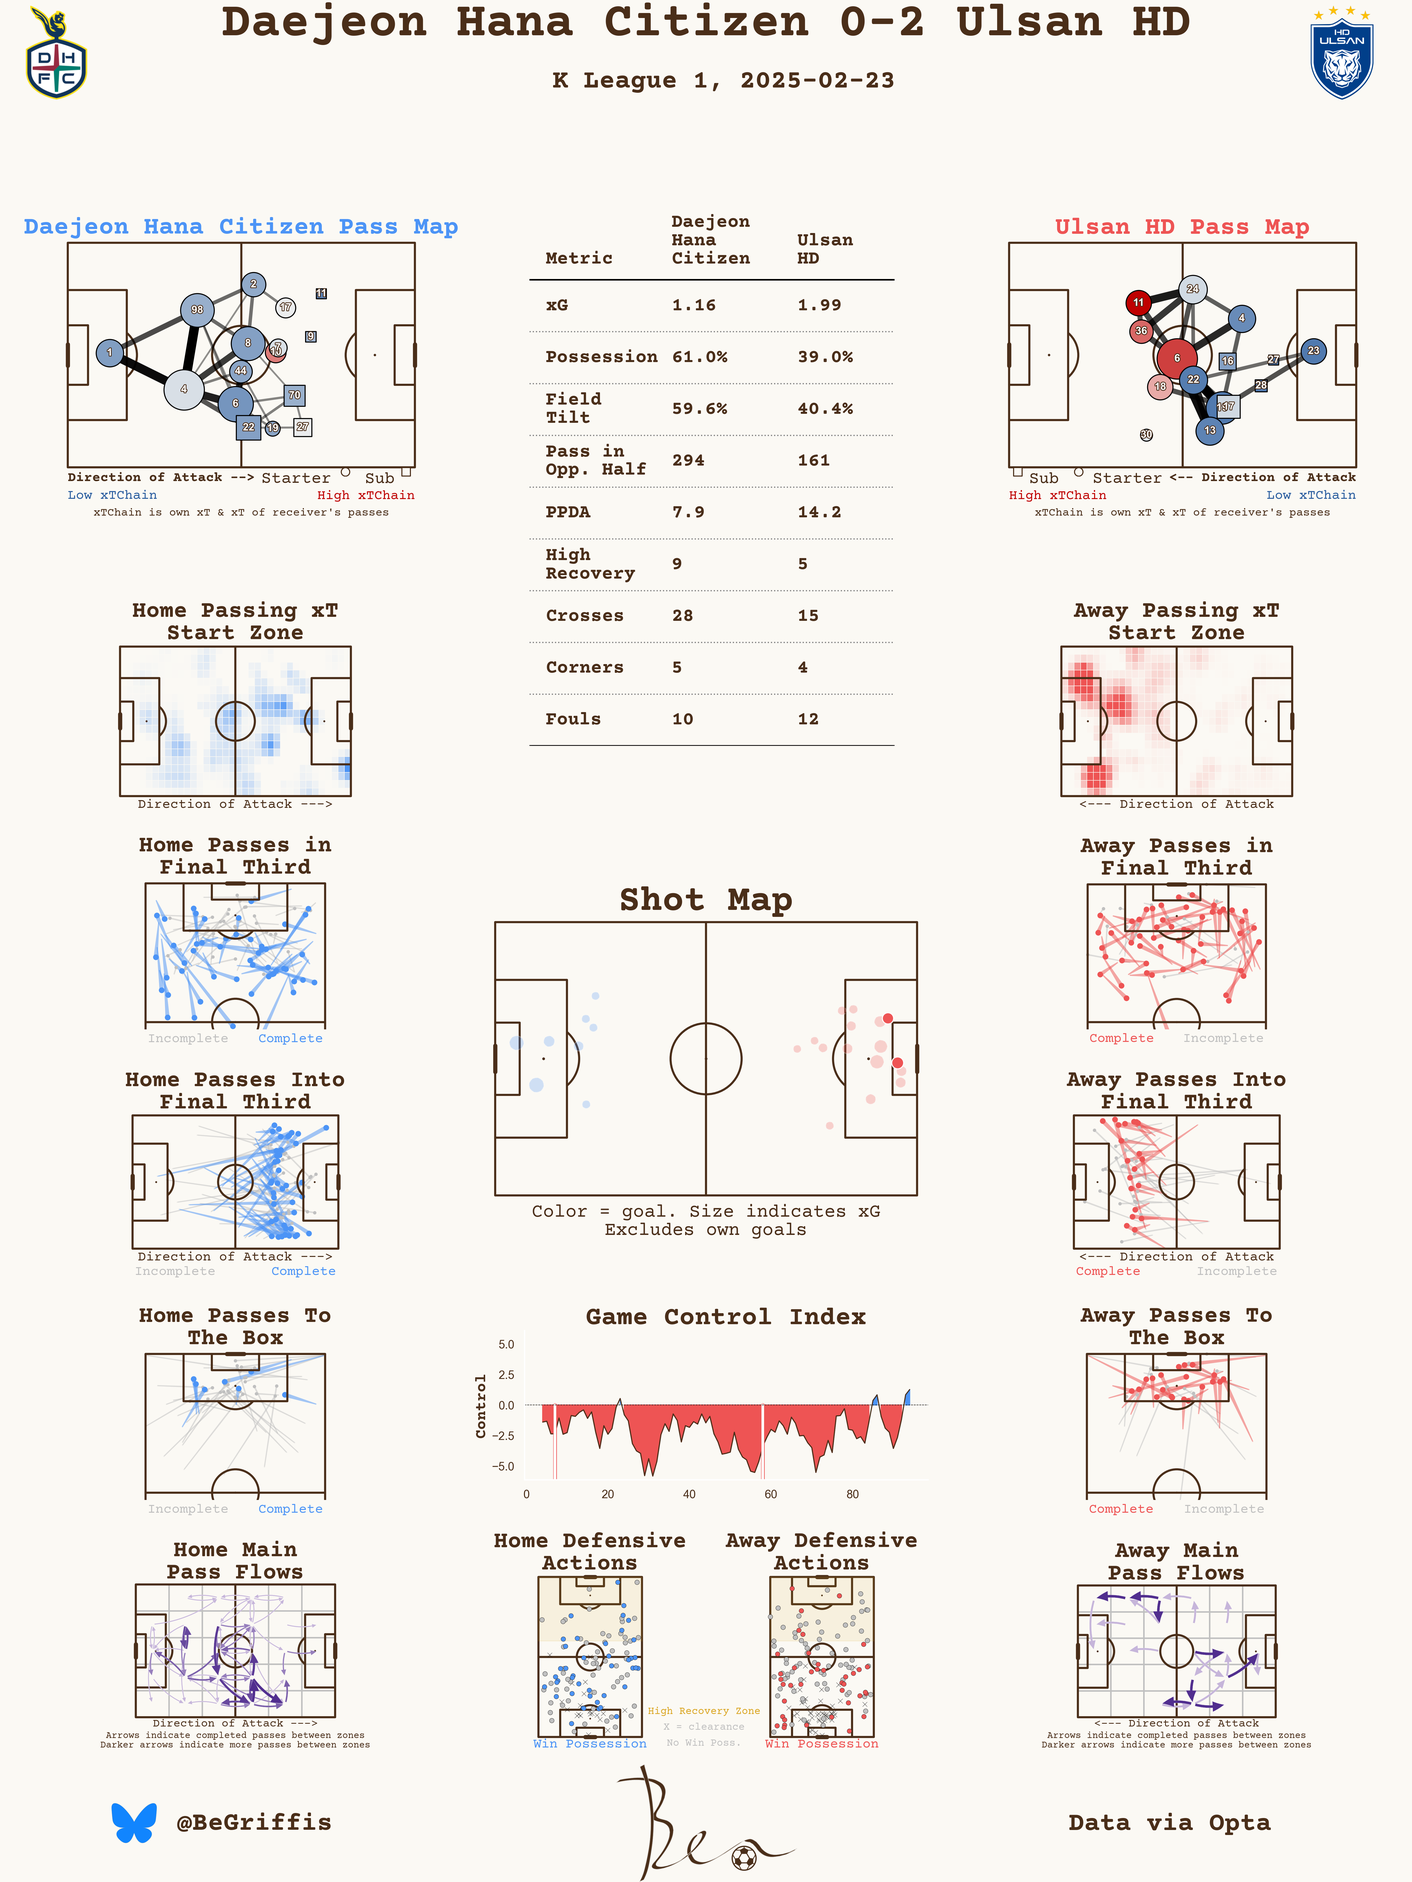 Daejeon Hana Citizen 0-2 Ulsan HD
K League 1, 2025-02-23
DH
FC
HD
ULSAN
Daejeon Hana Citizen Pass Map
11
2
17
98
9
8
7
10
1
44
4
70
6
22
19
27
Direction of Attack --> Starter Sub
Low xTChain High xTChain
xTChain is own xT & xT of receiver's passes
Metric Daejeon Hana Citizen Ulsan HD
xG 1.16 1.99
Possession 61.0% 39.0%
Field Tilt 59.6% 40.4%
Pass in Opp. Half 294 161
PPDA 7.9 14.2
High Recovery 9 5
Crosses 28 15
Corners 5 4
Fouls 10 12
Ulsan HD Pass Map
24
11
4
36
23
6
16
27
22
18
28
17
13
30
Sub Starter <-- Direction of Attack
High xTChain Low xTChain
xTChain is own xT & xT of receiver's passes
Home Passing xT
Start Zone
Direction of Attack --->
Away Passing xT
Start Zone
<--- Direction of Attack
Home Passes in
Final Third
Incomplete Complete
Away Passes in
Final Third
Complete Incomplete
Shot Map
Color = goal. Size indicates xG
Excludes own goals
Home Passes Into
Final Third
Direction of Attack --->
Incomplete Complete
Away Passes Into
Final Third
<--- Direction of Attack
Complete Incomplete
Home Passes To
The Box
Incomplete Complete
Game Control Index
Control
5.0
2.5
0.0
−2.5
−5.0
0 20 40 60 80
Away Passes To
The Box
Complete Incomplete
Home Main
Pass Flows
Direction of Attack --->
Arrows indicate completed passes between zones
Darker arrows indicate more passes between zones
Home Defensive
Actions
Win Possession
High Recovery Zone
X = clearance
No Win Poss.
Away Defensive
Actions
Win Possession
Away Main
Pass Flows
<--- Direction of Attack
Arrows indicate completed passes between zones
Darker arrows indicate more passes between zones
@BeGriffis
Ben
Data via Opta